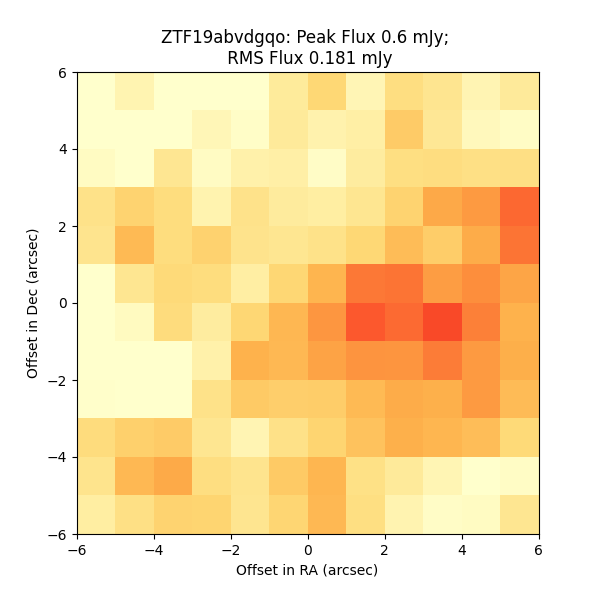 ZTF19abvdgqo: Peak Flux 0.6 mJy;
RMS Flux 0.181 mJy
6
4
2
0
−2
−4
−6
Offset in Dec (arcsec)
−6 −4 −2 0 2 4 6
Offset in RA (arcsec)